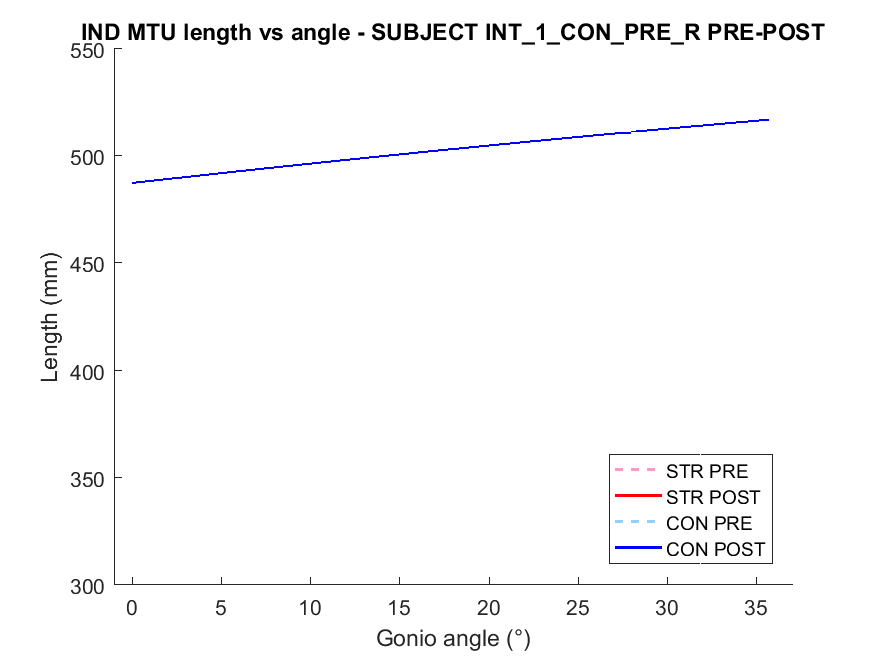 IND MTU length vs angle - SUBJECT INT_1_CON_PRE_R PRE-POST
550
500
450
400
350
300
Length (mm)
0 5 10 15 20 25 30 35
Gonio angle (°)
STR PRE
STR POST
CON PRE
CON POST